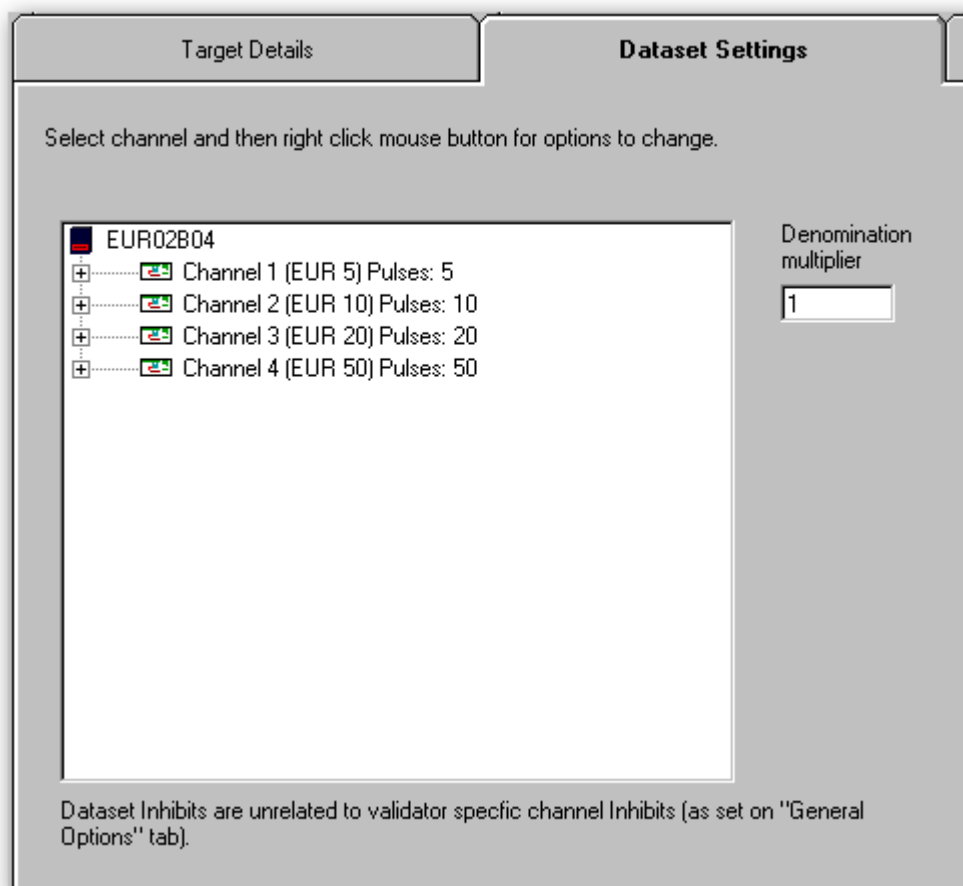 Target Details
Dataset Settings
Select channel and then right click mouse button for options to change.
EUR02B04
Channel 1 (EUR 5) Pulses: 5
Channel 2 (EUR 10) Pulses: 10
Channel 3 (EUR 20) Pulses: 20
Channel 4 (EUR 50) Pulses: 50
Denomination
multiplier
1
Dataset Inhibits are unrelated to validator specfic channel Inhibits (as set on "General
Options" tab).